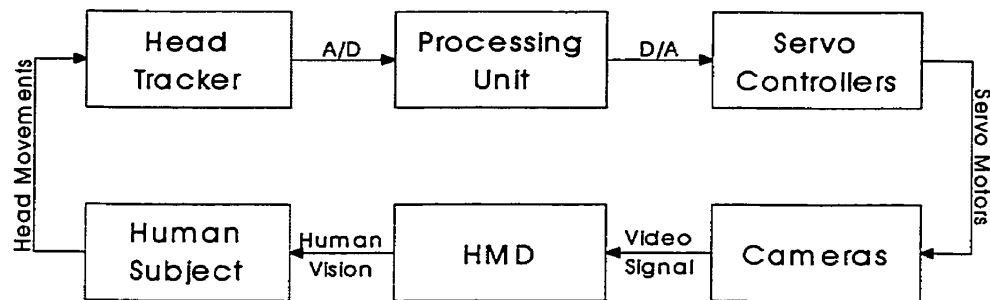 Head
Tracker
A/D
Processing
Unit
D/A
Servo
Controllers
Head Movements
Servo Motors
Human
Subject
Human
Vision
HMD
Video
Signal
Cameras